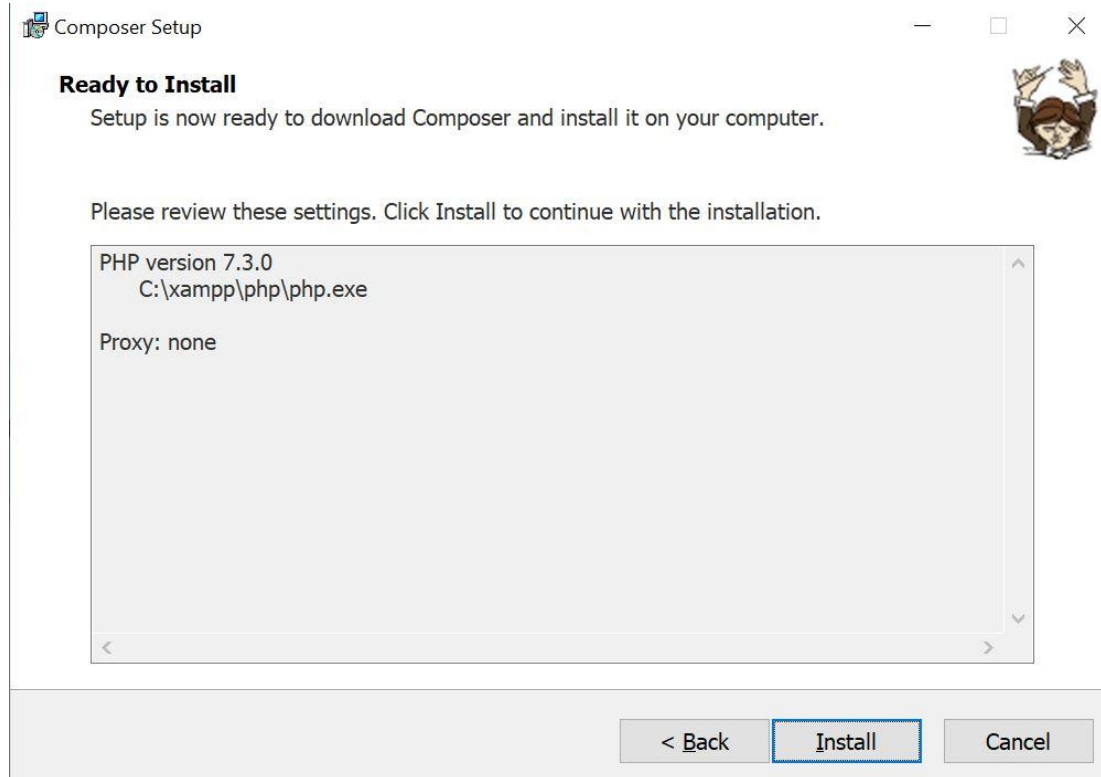 Composer Setup
Ready to Install
Setup is now ready to download Composer and install it on your computer.
Please review these settings. Click Install to continue with the installation.
PHP version 7.3.0
C:\xampp\php\php.exe
Proxy: none
< Back
Install
Cancel